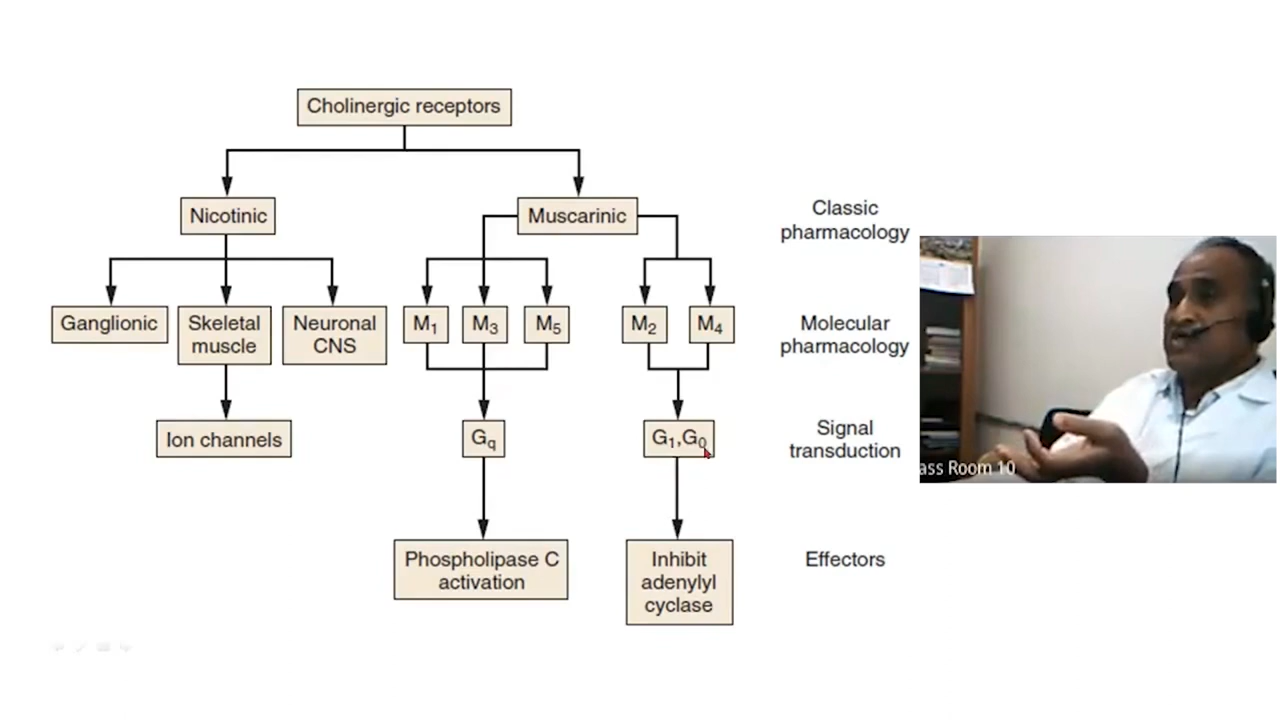 Cholinergic receptors
Nicotinic
Muscarinic
Classic
pharmacology
Ganglionic
Skeletal
muscle
Neuronal
CNS
M₁
M₃
M₅
M₂
M₄
Molecular
pharmacology
Ion channels
Gq
G₁,G₀
Signal
transduction
Phospholipase C
activation
Inhibit
adenylyl
cyclase
Effectors
ass Room 10